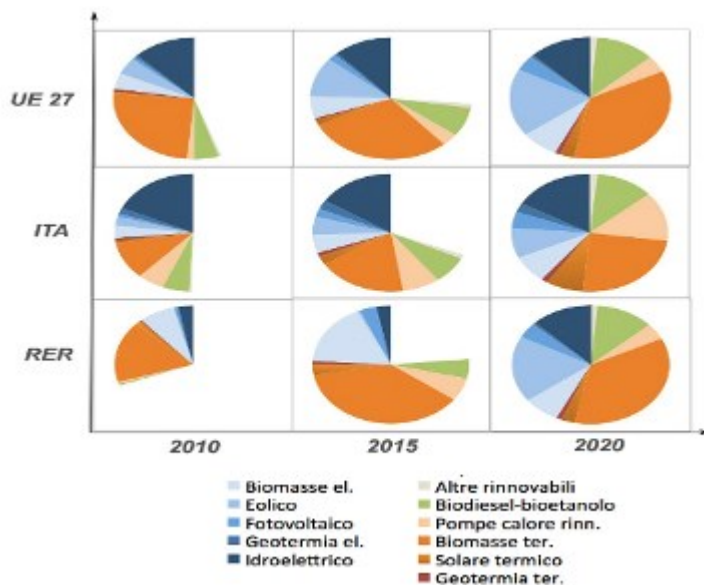 UE 27
ITA
RER
2010 2015 2020
Biomasse el. Altre rinnovabili
Eolico Biodiesel-bioetanolo
Fotovoltaico Pompe calore rinn.
Geotermia el. Biomasse ter.
Idroelettrico Solare termico
Geotermia ter.